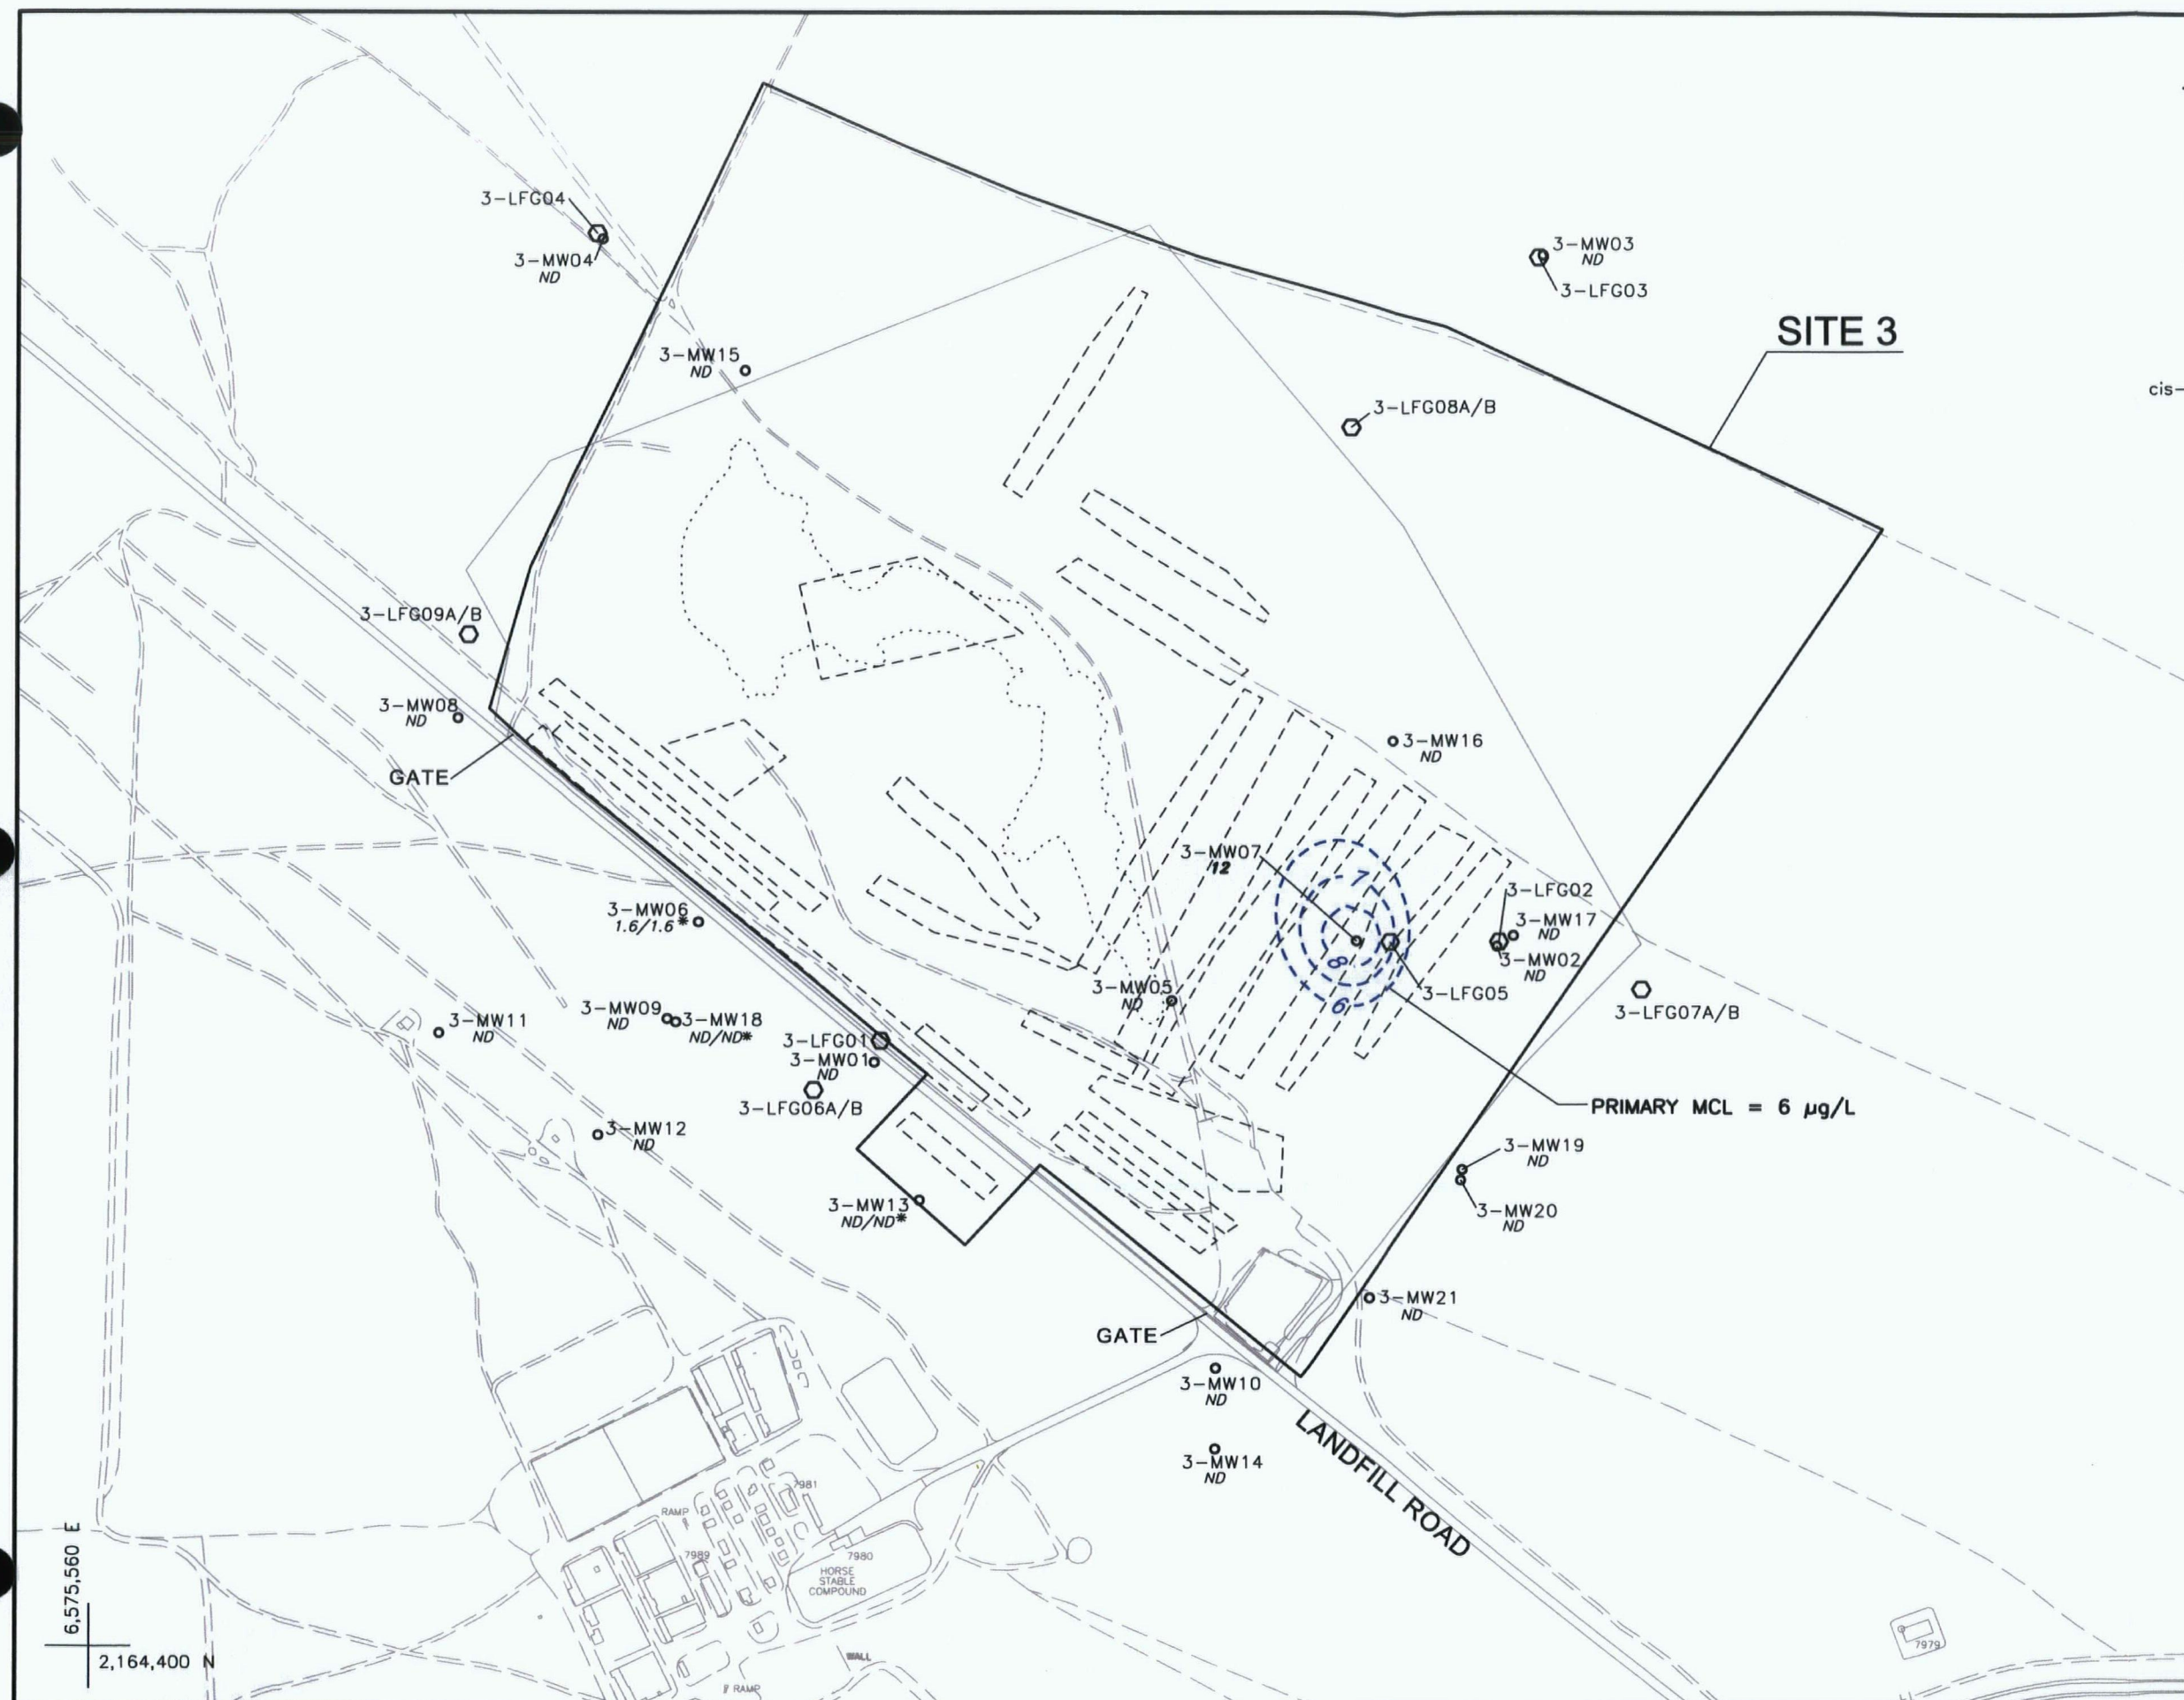 3-LFG04
3-MW04
ND
3-MW03
ND
3-LFG03
SITE 3
3-MW15
ND
cis-
3-LFG08A/B
3-LFG09A/B
3-MW08
ND
3-MW16
ND
GATE
3-MW07
12
7
3-LFG02
3-MW17
ND
3-MW06
1.6/1.6*
3-MW02
ND
8
3-MW05
ND
3-LFG05
6
3-LFG07A/B
3-MW09
ND
3-MW18
ND/ND*
3-MW11
ND
3-LFG01
3-MW01
ND
3-LFG06A/B
PRIMARY MCL = 6 µg/L
3-MW12
ND
3-MW19
ND
3-MW13
ND/ND*
3-MW20
ND
3-MW21
ND
GATE
3-MW10
ND
LANDFILL ROAD
3-MW14
ND
7981
RAMP
7989
7980
HORSE
STABLE
COMPOUND
6,575,560 E
2,164,400 N
7979
WALL
RAMP